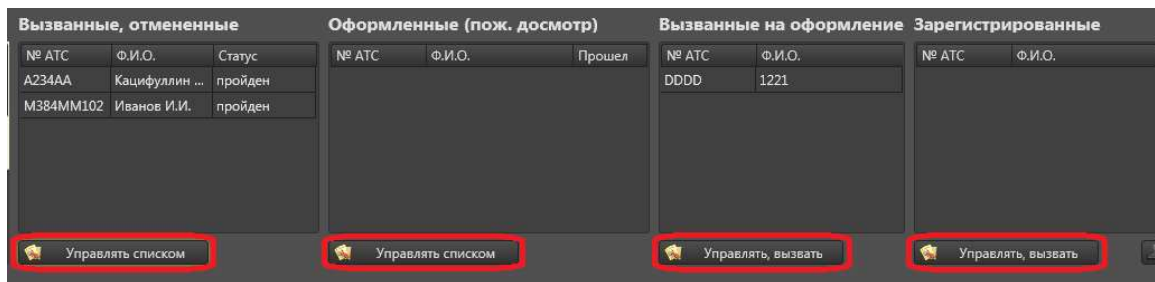 Вызванные, отмененные
№ АТС Ф.И.О. Статус
А234АА Кацифуллин ... пройден
М384ММ102 Иванов И.И. пройден
Управлять списком
Оформленные (пож. досмотр)
№ АТС Ф.И.О. Прошел
Управлять списком
Вызванные на оформление
№ АТС Ф.И.О.
DDDD 1221
Управлять, вызвать
Зарегистрированные
№ АТС Ф.И.О.
Управлять, вызвать